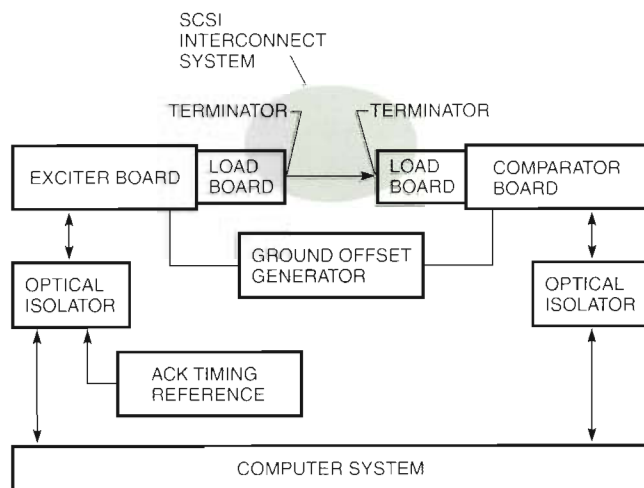 SCSI
INTERCONNECT
SYSTEM
TERMINATOR
TERMINATOR
EXCITER BOARD
LOAD
BOARD
LOAD
BOARD
COMPARATOR
BOARD
GROUND OFFSET
GENERATOR
OPTICAL
ISOLATOR
OPTICAL
ISOLATOR
ACK TIMING
REFERENCE
COMPUTER SYSTEM